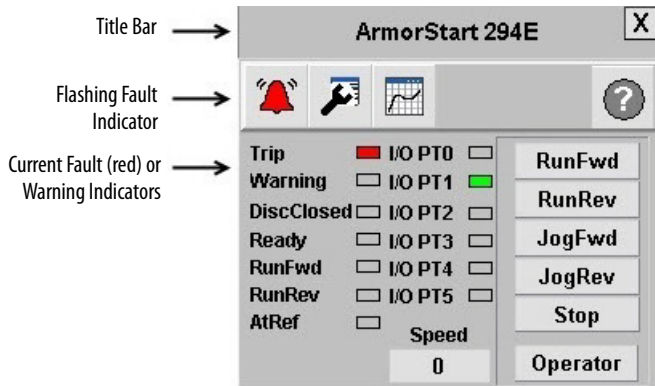 Title Bar
ArmorStart 294E
X
Flashing Fault
Indicator
?
Current Fault (red) or
Warning Indicators
Trip I/O PT0
Warning I/O PT1
DiscClosed I/O PT2
Ready I/O PT3
RunFwd I/O PT4
RunRev I/O PT5
AtRef
Speed
0
RunFwd
RunRev
JogFwd
JogRev
Stop
Operator